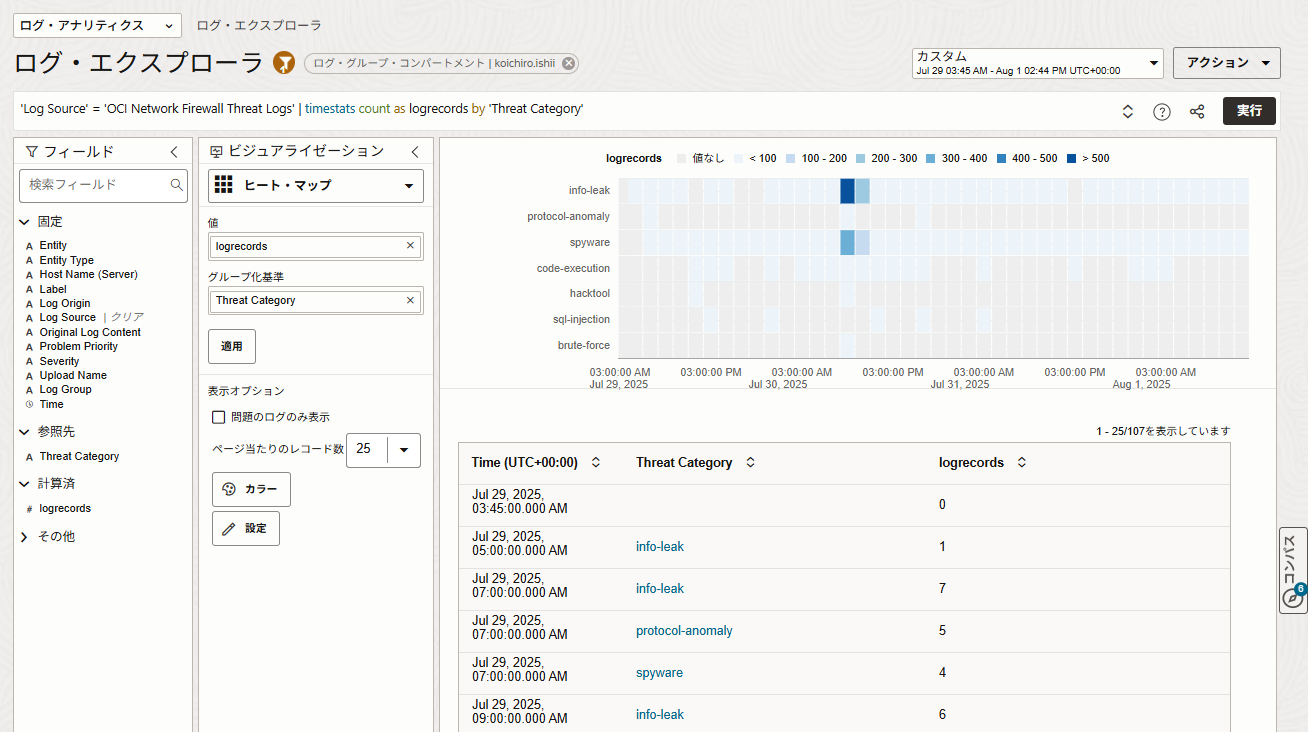 ログ・アナリティクス ログ・エクスプローラ
ログ・エクスプローラ ログ・グループ・コンパートメント | koichiro.ishii
カスタム
Jul 29 03:45 AM - Aug 1 02:44 PM UTC+00:00
アクション
'Log Source' = 'OCI Network Firewall Threat Logs' | timestats count as logrecords by 'Threat Category'
実行
フィールド
検索フィールド
固定
A Entity
A Entity Type
A Host Name (Server)
A Label
A Log Origin
A Log Source | クリア
A Original Log Content
A Problem Priority
A Severity
A Upload Name
A Log Group
Time
参照先
A Threat Category
計算済
# logrecords
その他
ビジュアライゼーション
ヒート・マップ
値
logrecords
グループ化基準
Threat Category
適用
表示オプション
問題のログのみ表示
ページ当たりのレコード数 25
カラー
設定
logrecords 値なし < 100 100 - 200 200 - 300 300 - 400 400 - 500 > 500
info-leak
protocol-anomaly
spyware
code-execution
hacktool
sql-injection
brute-force
03:00:00 AM 03:00:00 PM 03:00:00 AM 03:00:00 PM 03:00:00 AM 03:00:00 PM 03:00:00 AM
Jul 29, 2025 Jul 30, 2025 Jul 31, 2025 Aug 1, 2025
1 - 25/107を表示しています
Time (UTC+00:00) Threat Category logrecords
Jul 29, 2025,
03:45:00.000 AM 0
Jul 29, 2025,
05:00:00.000 AM info-leak 1
Jul 29, 2025,
07:00:00.000 AM info-leak 7
Jul 29, 2025,
07:00:00.000 AM protocol-anomaly 5
Jul 29, 2025,
07:00:00.000 AM spyware 4
Jul 29, 2025,
09:00:00.000 AM info-leak 6
コンパス
6